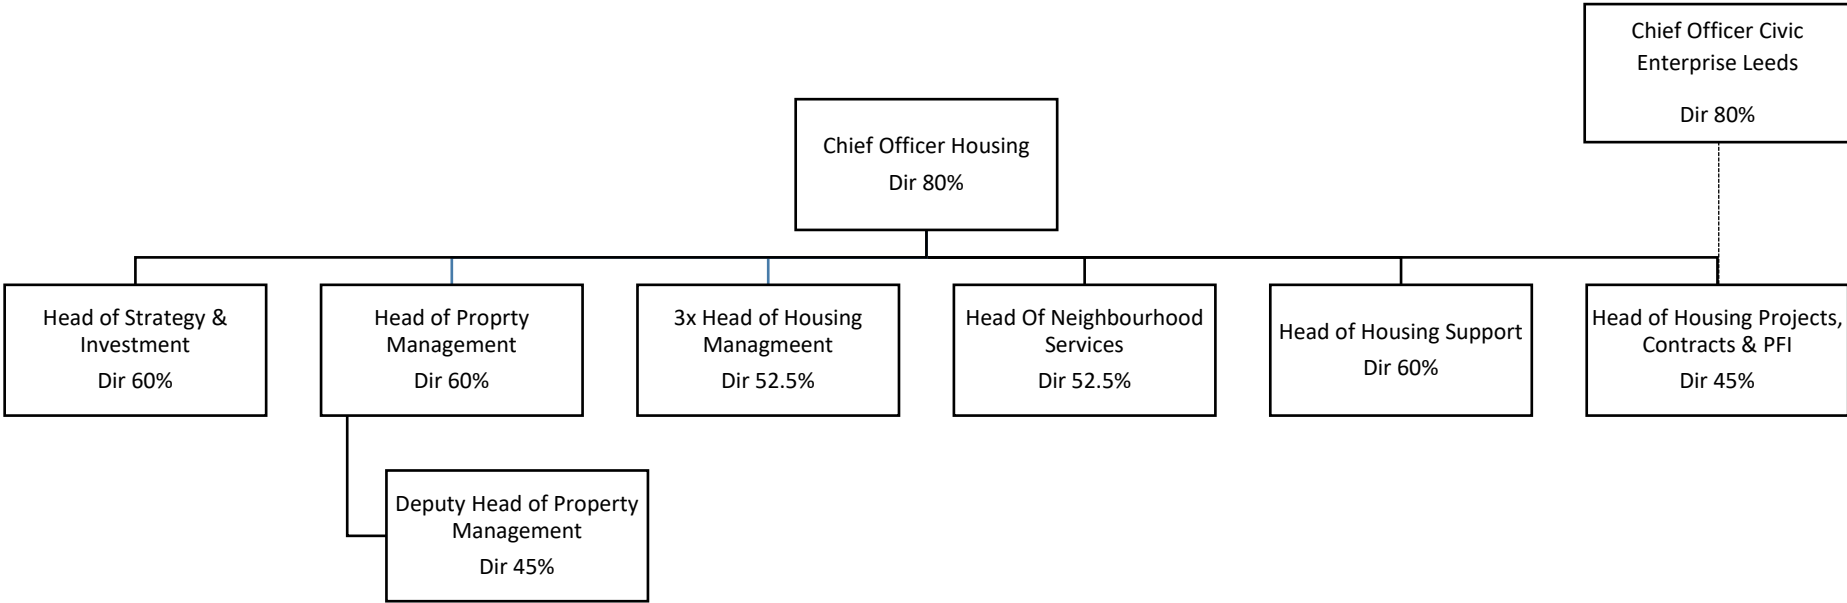 Chief Officer Civic
Enterprise Leeds
Dir 80%
Chief Officer Housing
Dir 80%
Head of Strategy &
Investment
Dir 60%
Head of Proprty
Management
Dir 60%
3x Head of Housing
Managmeent
Dir 52.5%
Head Of Neighbourhood
Services
Dir 52.5%
Head of Housing Support
Dir 60%
Head of Housing Projects,
Contracts & PFI
Dir 45%
Deputy Head of Property
Management
Dir 45%